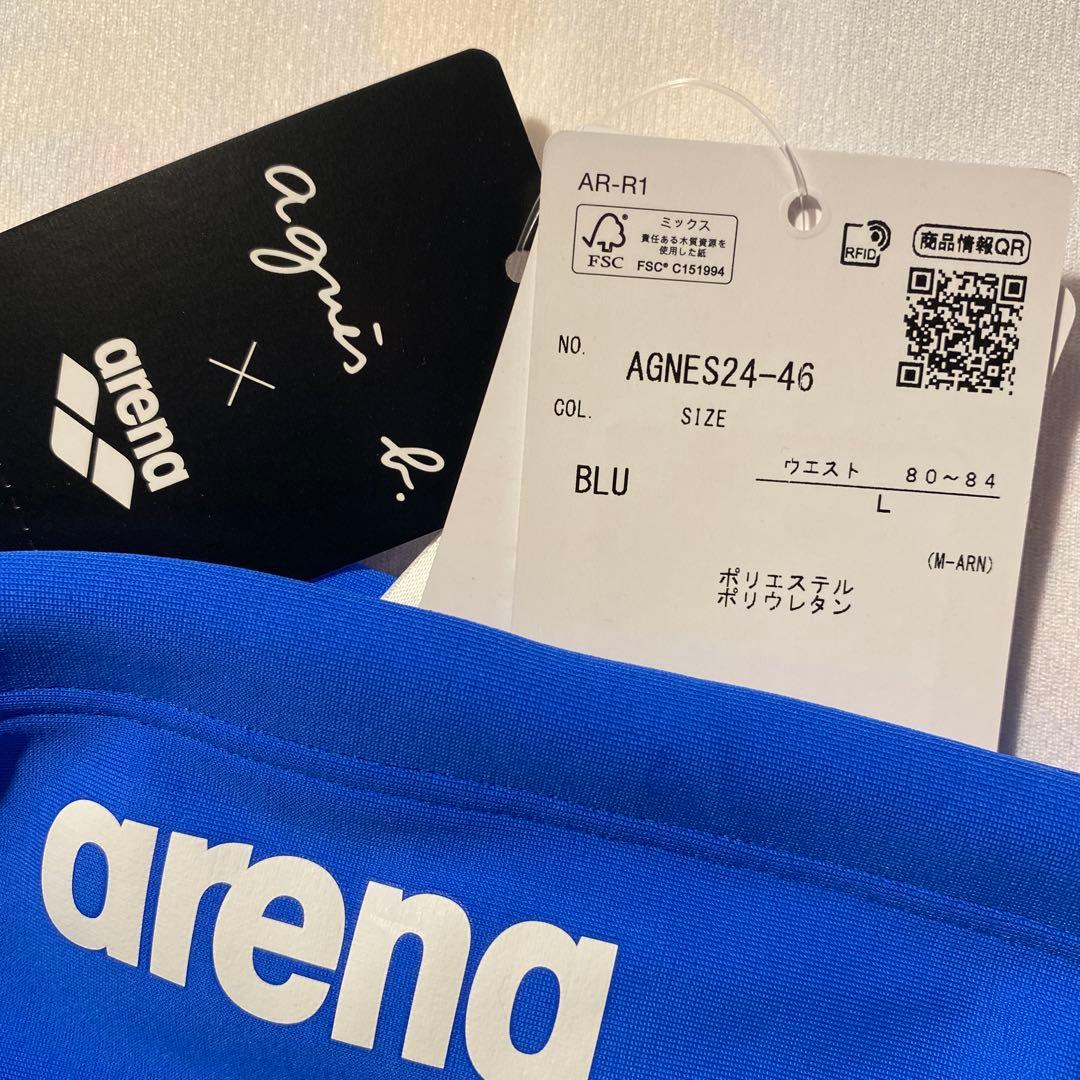 agnès b.
×
arena
AR-R1
FSC
ミックス
責任ある木質資源を
使用した紙
FSC® C151994
RFID
商品情報QR
NO. AGNES24-46
COL. SIZE
BLU
ウエスト 80~84
L
(M-ARN)
ポリエステル
ポリウレタン
arena